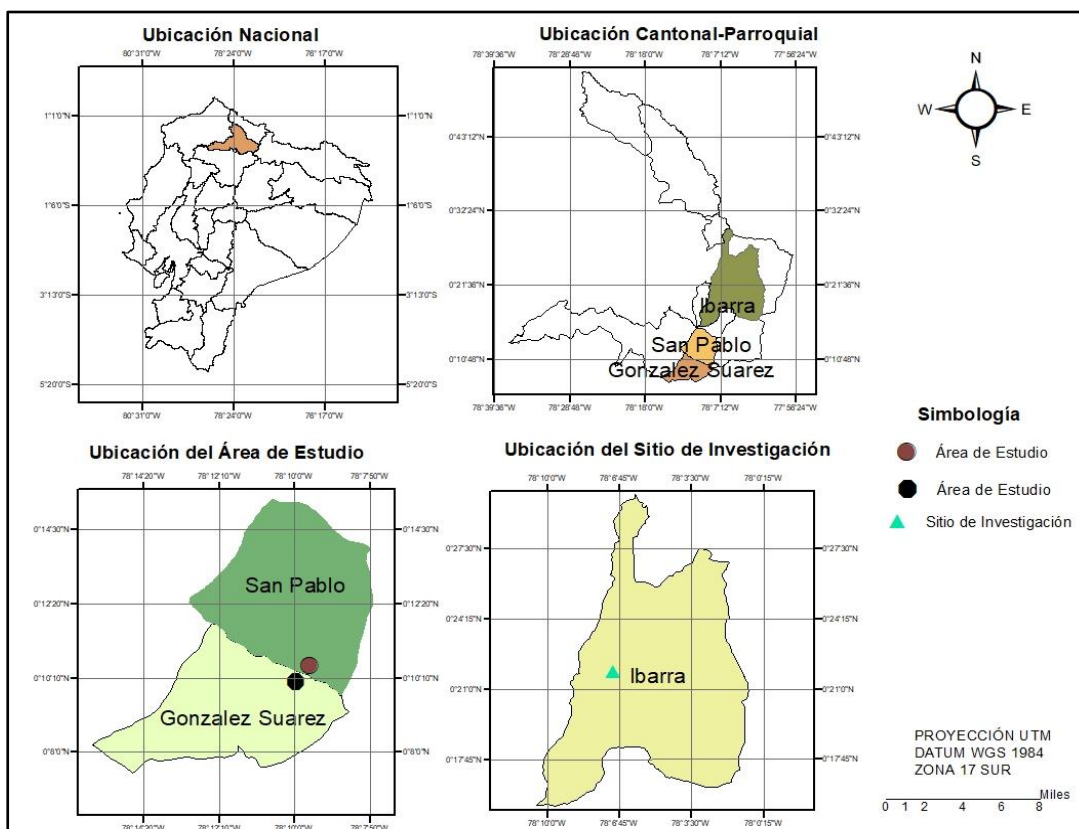 Ubicación Nacional
80°31'0"W 78°24'0"W 78°17'0"W
1°1'0"N 1°1'0"N
1°6'0"S 1°6'0"S
3°13'0"S 3°13'0"S
5°20'0"S 5°20'0"S
80°31'0"W 78°24'0"W 78°17'0"W
Ubicación Cantonal-Parroquial
78°39'36"W 78°28'48"W 78°18'0"W 78°7'12"W 77°56'24"W
0°43'12"N 0°43'12"N
0°32'24"N 0°32'24"N
0°21'36"N 0°21'36"N
Ibarra
San Pablo
0°10'48"N 0°10'48"N
Gonzalez Suarez
78°39'36"W 78°28'48"W 78°18'0"W 78°7'12"W 77°56'24"W
N
W E
S
Ubicación del Área de Estudio
78°14'20"W 78°12'10"W 78°10'0"W 78°7'50"W
0°14'30"N 0°14'30"N
San Pablo
0°12'20"N 0°12'20"N
0°10'10"N 0°10'10"N
Gonzalez Suarez
0°8'0"N 0°8'0"N
78°14'30"W 78°12'10"W 78°10'0"W 78°7'50"W
Ubicación del Sitio de Investigación
78°10'0"W 78°6'45"W 78°3'30"W 78°0'15"W
0°27'30"N 0°27'30"N
0°24'15"N 0°24'15"N
Ibarra
0°21'0"N 0°21'0"N
0°17'45"N 0°17'45"N
78°10'0"W 78°6'45"W 78°3'30"W 78°0'15"W
Simbología
Área de Estudio
Área de Estudio
Sitio de Investigación
PROYECCIÓN UTM
DATUM WGS 1984
ZONA 17 SUR
Miles
0 1 2 4 6 8